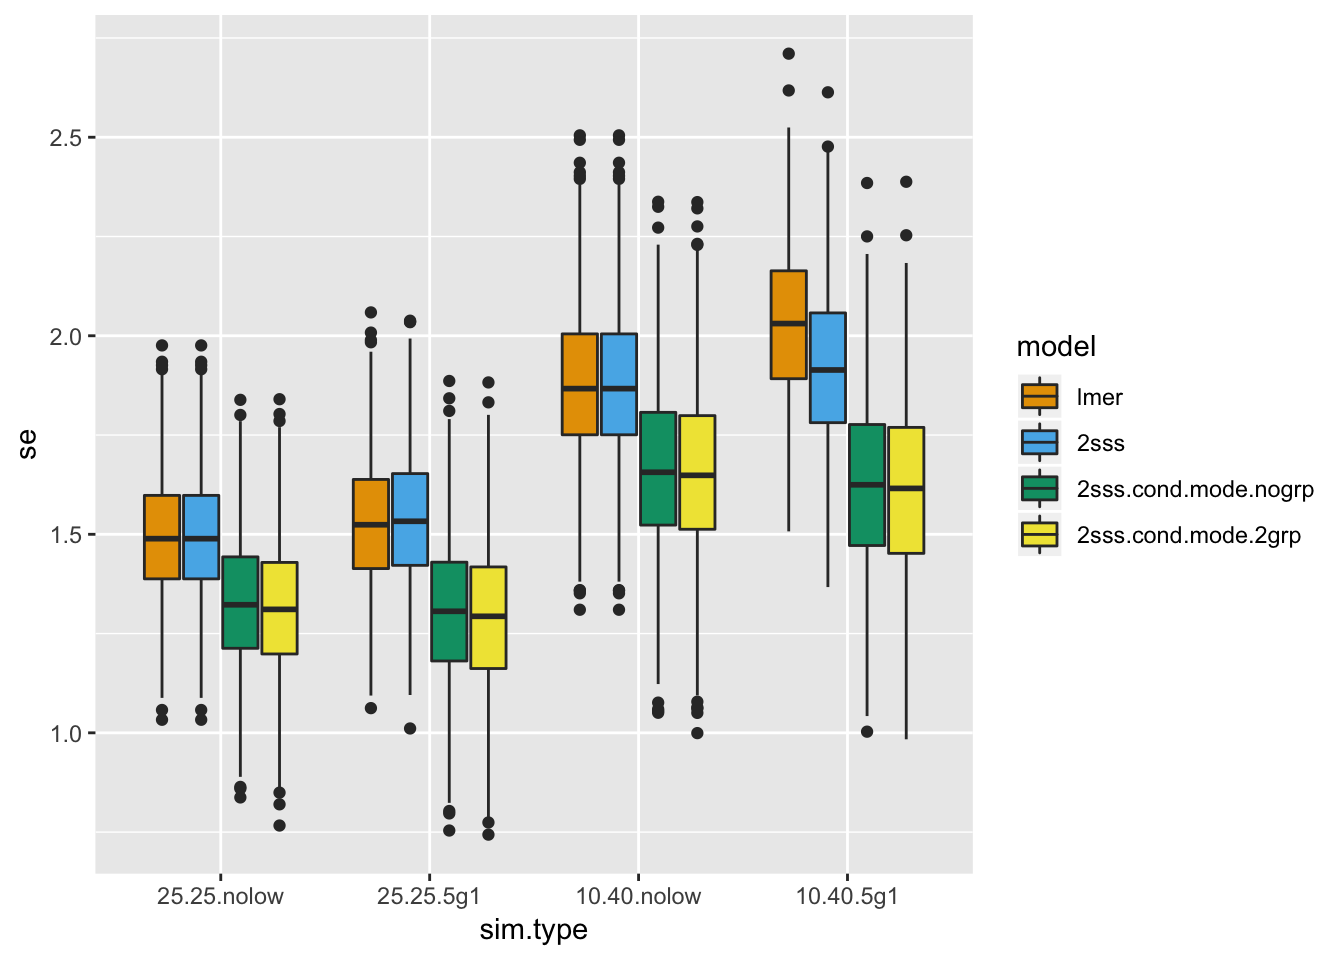 2.5
2.0
1.5
1.0
se
25.25.nolow
25.25.5g1
10.40.nolow
10.40.5g1
sim.type
model
lmer
2sss
2sss.cond.mode.nogrp
2sss.cond.mode.2grp